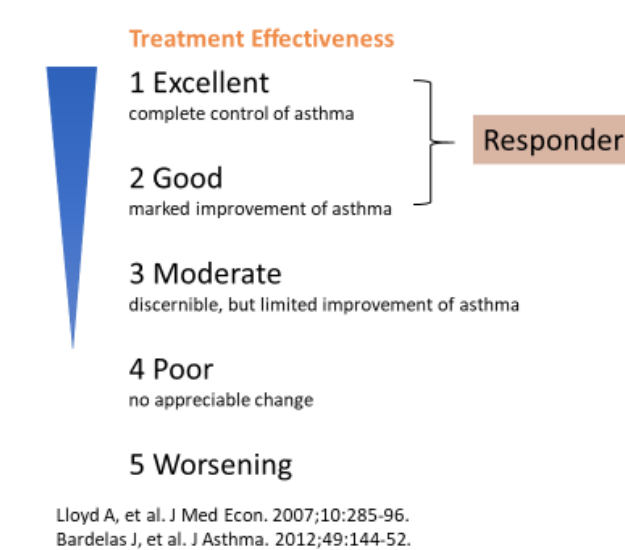 Treatment Effectiveness
1 Excellent
complete control of asthma
Responder
2 Good
marked improvement of asthma
3 Moderate
discernible, but limited improvement of asthma
4 Poor
no appreciable change
5 Worsening
Lloyd A, et al. J Med Econ. 2007;10:285-96.
Bardelas J, et al. J Asthma. 2012;49:144-52.